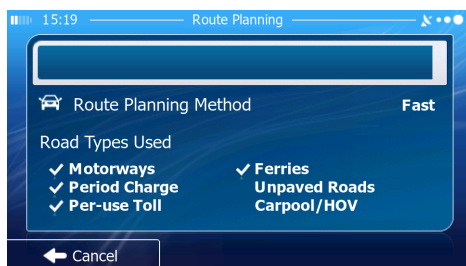 15:19 Route Planning
Route Planning Method Fast
Road Types Used
Motorways Ferries
Period Charge Unpaved Roads
Per-use Toll Carpool/HOV
Cancel